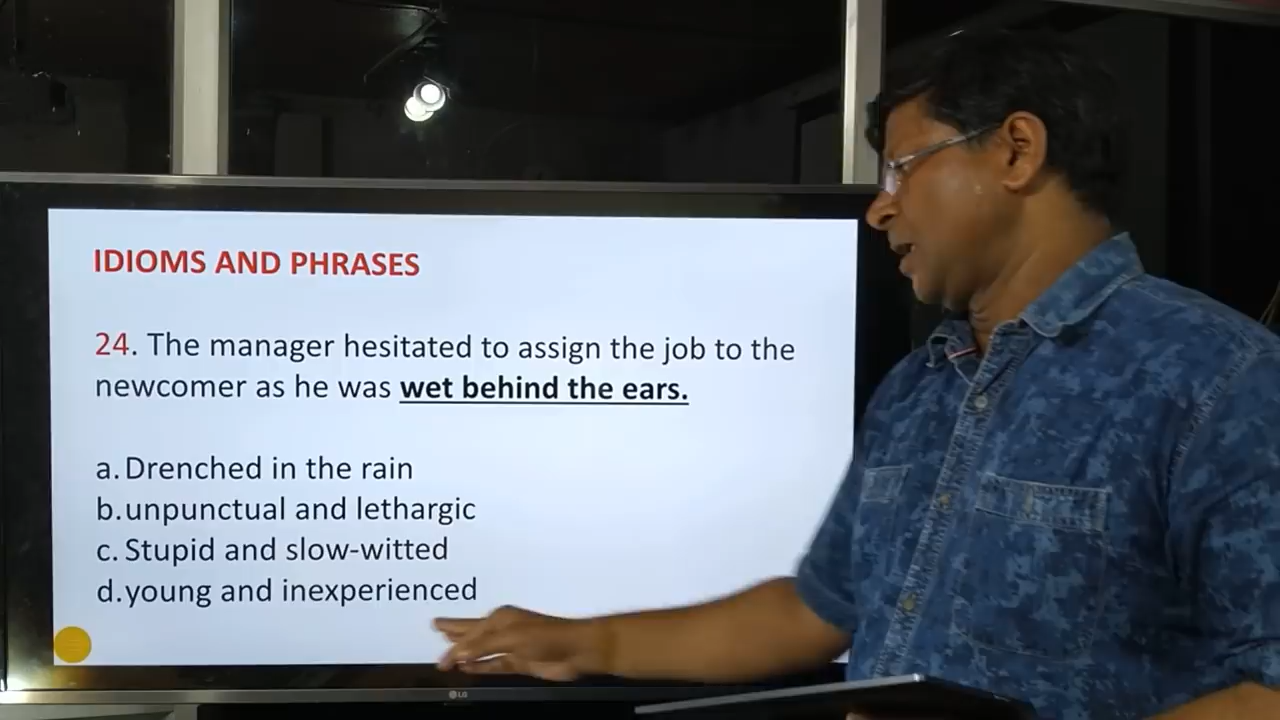 IDIOMS AND PHRASES
24. The manager hesitated to assign the job to the
newcomer as he was wet behind the ears.
a. Drenched in the rain
b. unpunctual and lethargic
c. Stupid and slow-witted
d. young and inexperienced
LG